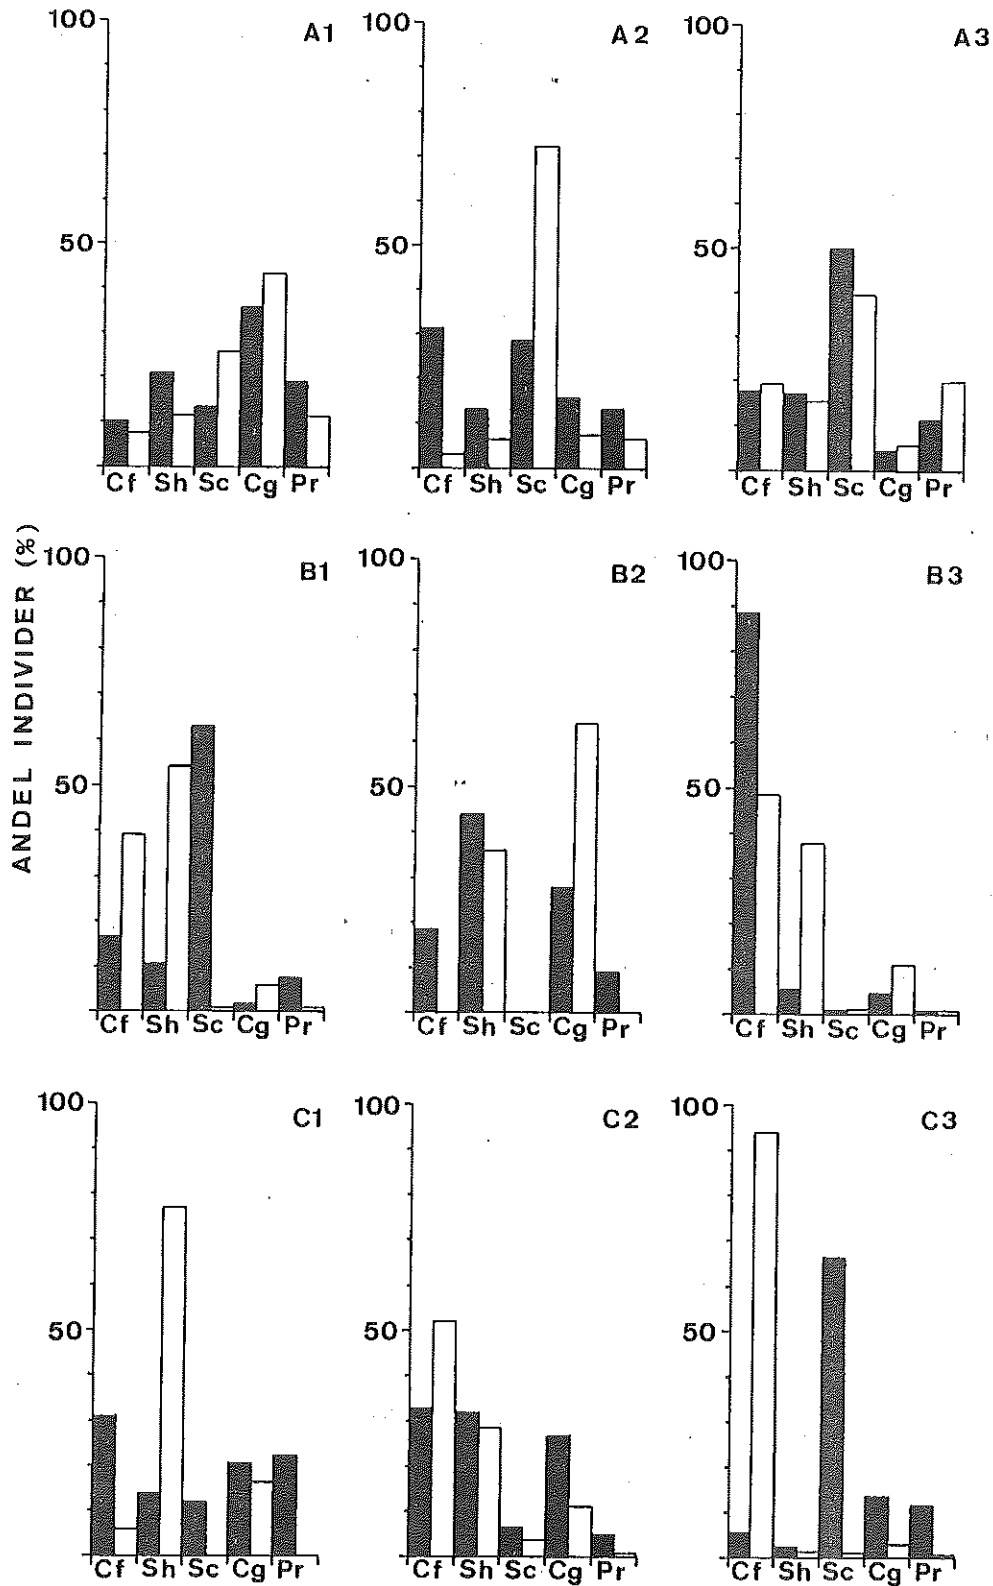 ANDEL INDIVIDER (%)
100 A1
50
Cf Sh Sc Cg Pr
100 A2
50
Cf Sh Sc Cg Pr
100 A3
50
Cf Sh Sc Cg Pr
100 B1
50
Cf Sh Sc Cg Pr
100 B2
50
Cf Sh Sc Cg Pr
100 B3
50
Cf Sh Sc Cg Pr
100 C1
50
Cf Sh Sc Cg Pr
100 C2
50
Cf Sh Sc Cg Pr
100 C3
50
Cf Sh Sc Cg Pr